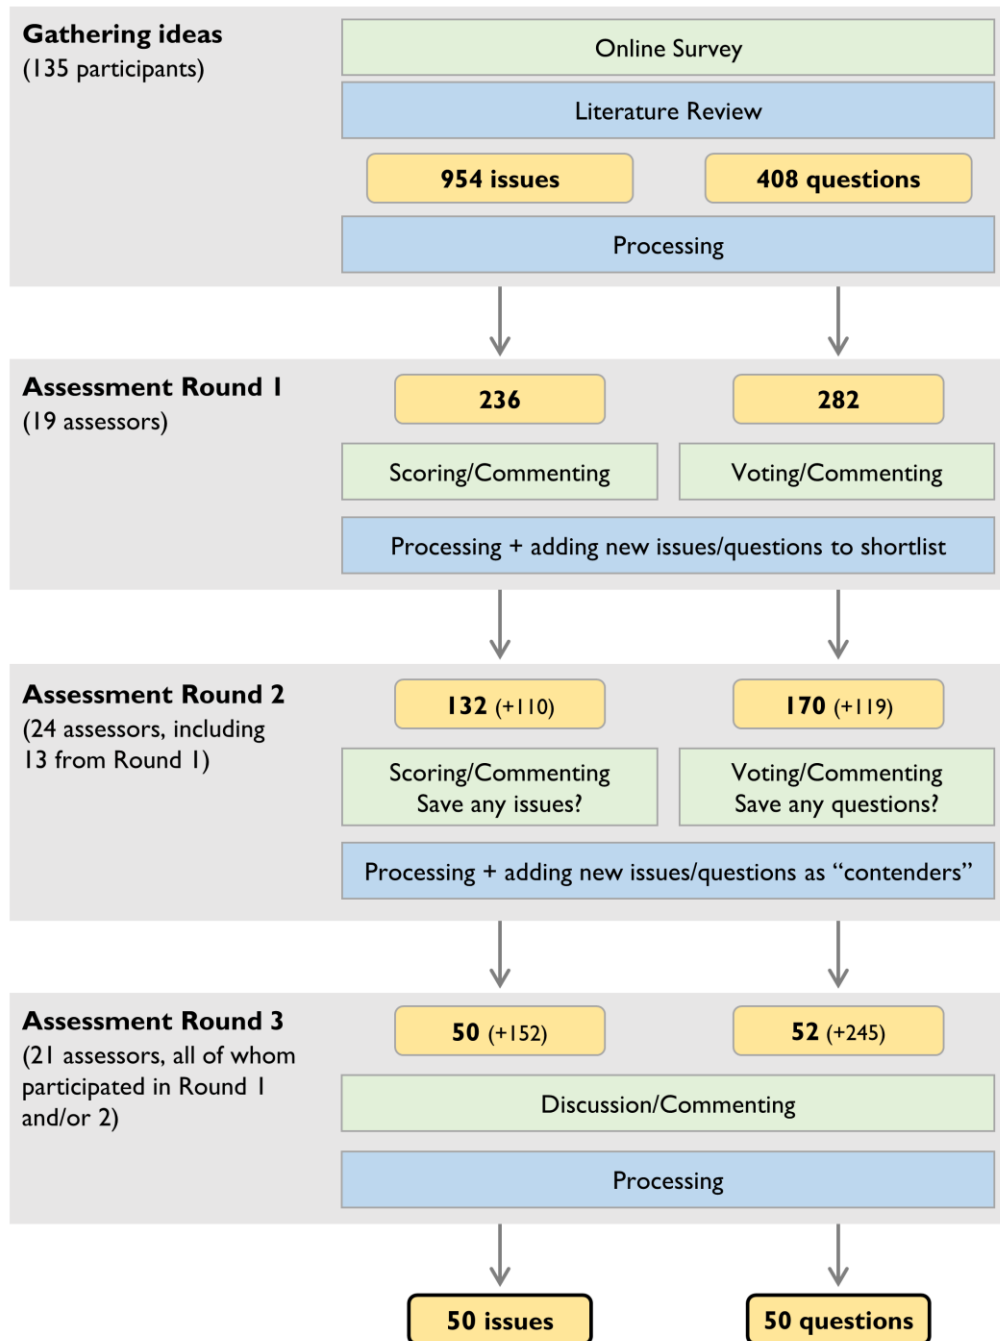 Gathering ideas
(135 participants)
Online Survey
Literature Review
954 issues
408 questions
Processing
Assessment Round 1
(19 assessors)
236
282
Scoring/Commenting
Voting/Commenting
Processing + adding new issues/questions to shortlist
Assessment Round 2
(24 assessors, including
13 from Round 1)
132 (+110)
170 (+119)
Scoring/Commenting
Save any issues?
Voting/Commenting
Save any questions?
Processing + adding new issues/questions as “contenders”
Assessment Round 3
(21 assessors, all of whom
participated in Round 1
and/or 2)
50 (+152)
52 (+245)
Discussion/Commenting
Processing
50 issues
50 questions